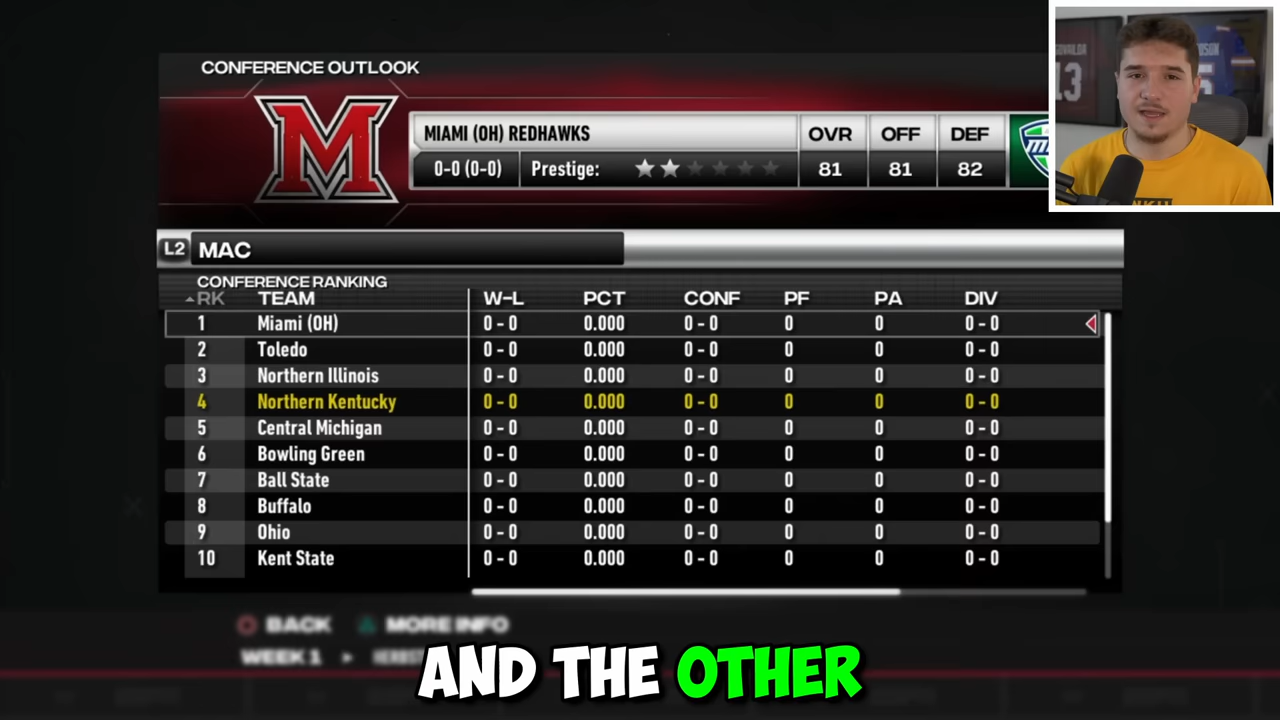 CONFERENCE OUTLOOK
M
MIAMI (OH) REDHAWKS OVR OFF DEF
0-0 (0-0) Prestige: 81 81 82
13
L2 MAC
CONFERENCE RANKING
RK TEAM W-L PCT CONF PF PA DIV
1 Miami (OH) 0 - 0 0.000 0 - 0 0 0 0 - 0
2 Toledo 0 - 0 0.000 0 - 0 0 0 0 - 0
3 Northern Illinois 0 - 0 0.000 0 - 0 0 0 0 - 0
4 Northern Kentucky 0 - 0 0.000 0 - 0 0 0 0 - 0
5 Central Michigan 0 - 0 0.000 0 - 0 0 0 0 - 0
6 Bowling Green 0 - 0 0.000 0 - 0 0 0 0 - 0
7 Ball State 0 - 0 0.000 0 - 0 0 0 0 - 0
8 Buffalo 0 - 0 0.000 0 - 0 0 0 0 - 0
9 Ohio 0 - 0 0.000 0 - 0 0 0 0 - 0
10 Kent State 0 - 0 0.000 0 - 0 0 0 0 - 0
BACK MORE INFO
WEEK 1
AND THE OTHER